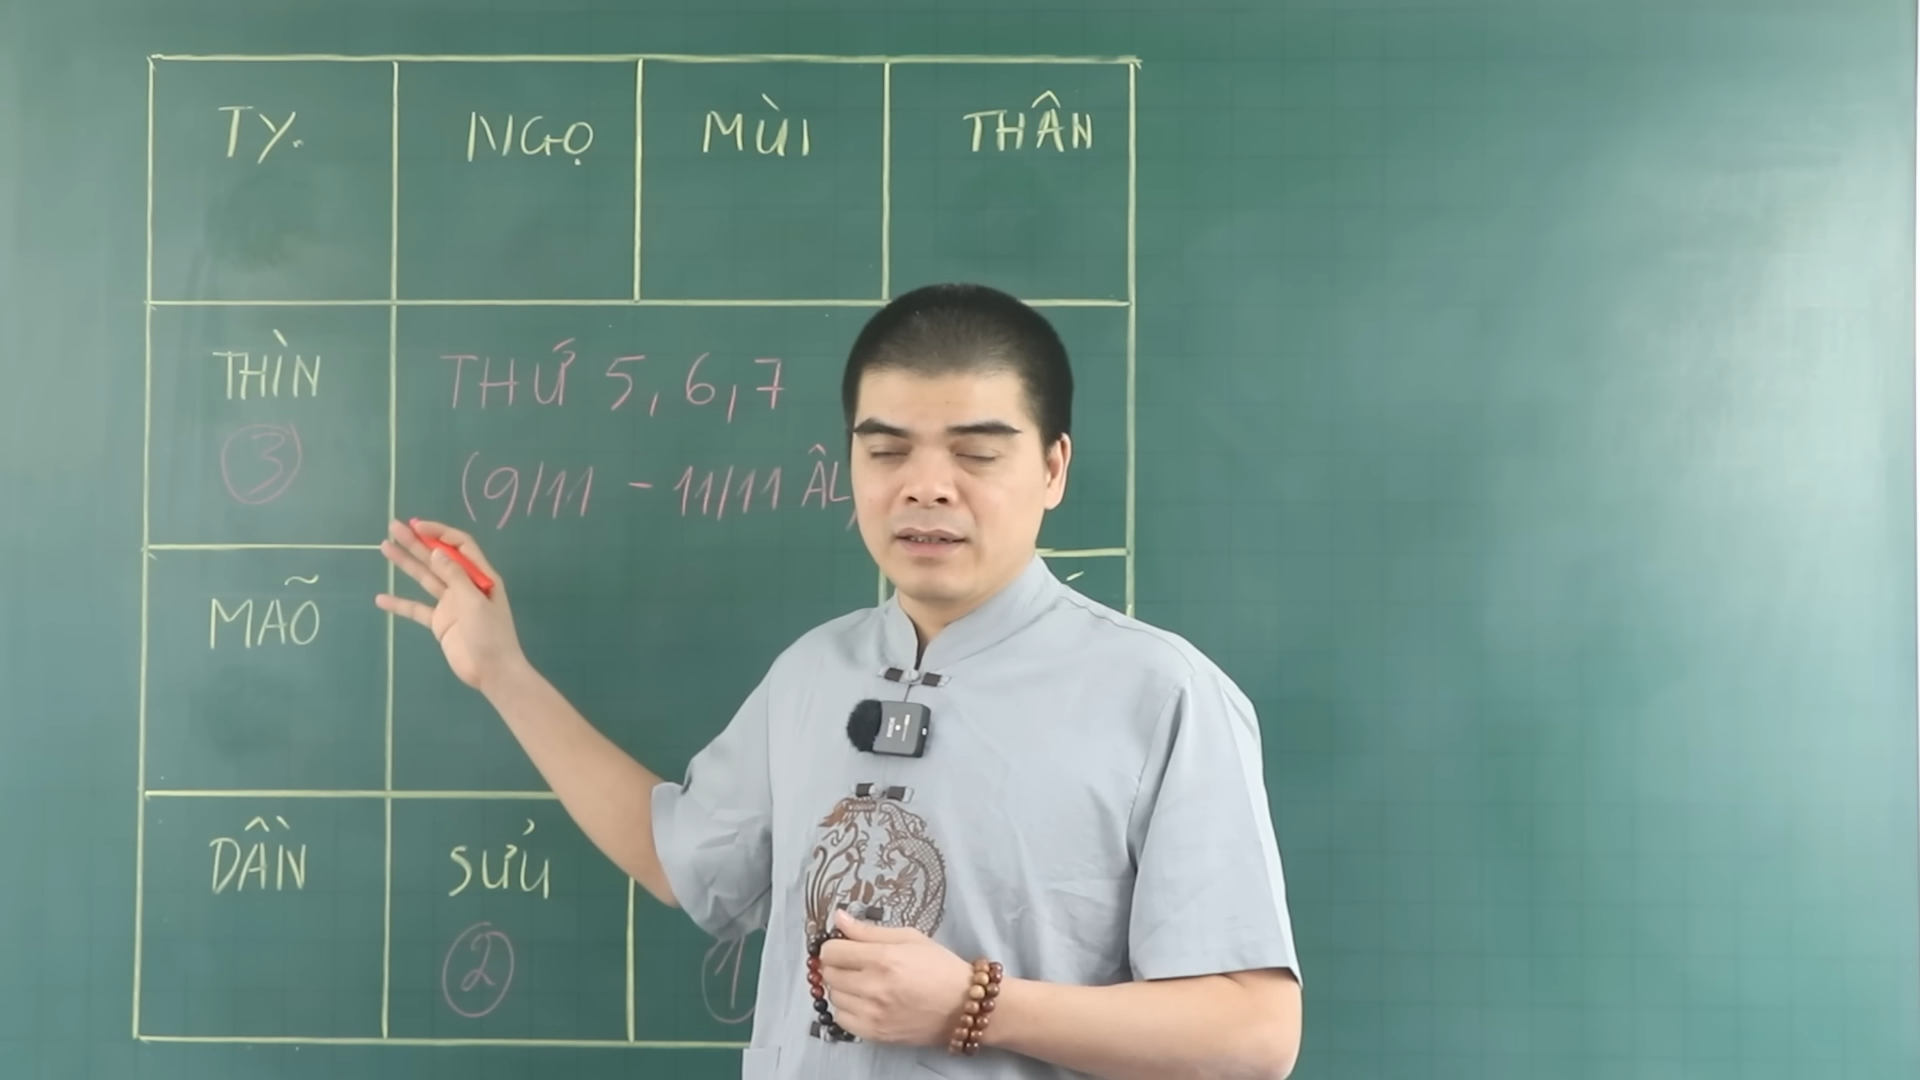 TỴ NGỌ MÙI THÂN
THÌN THỨ 5, 6, 7
3 (9/11 - 11/11 ÂL)
MÃO
DẦN SỬU
2 1